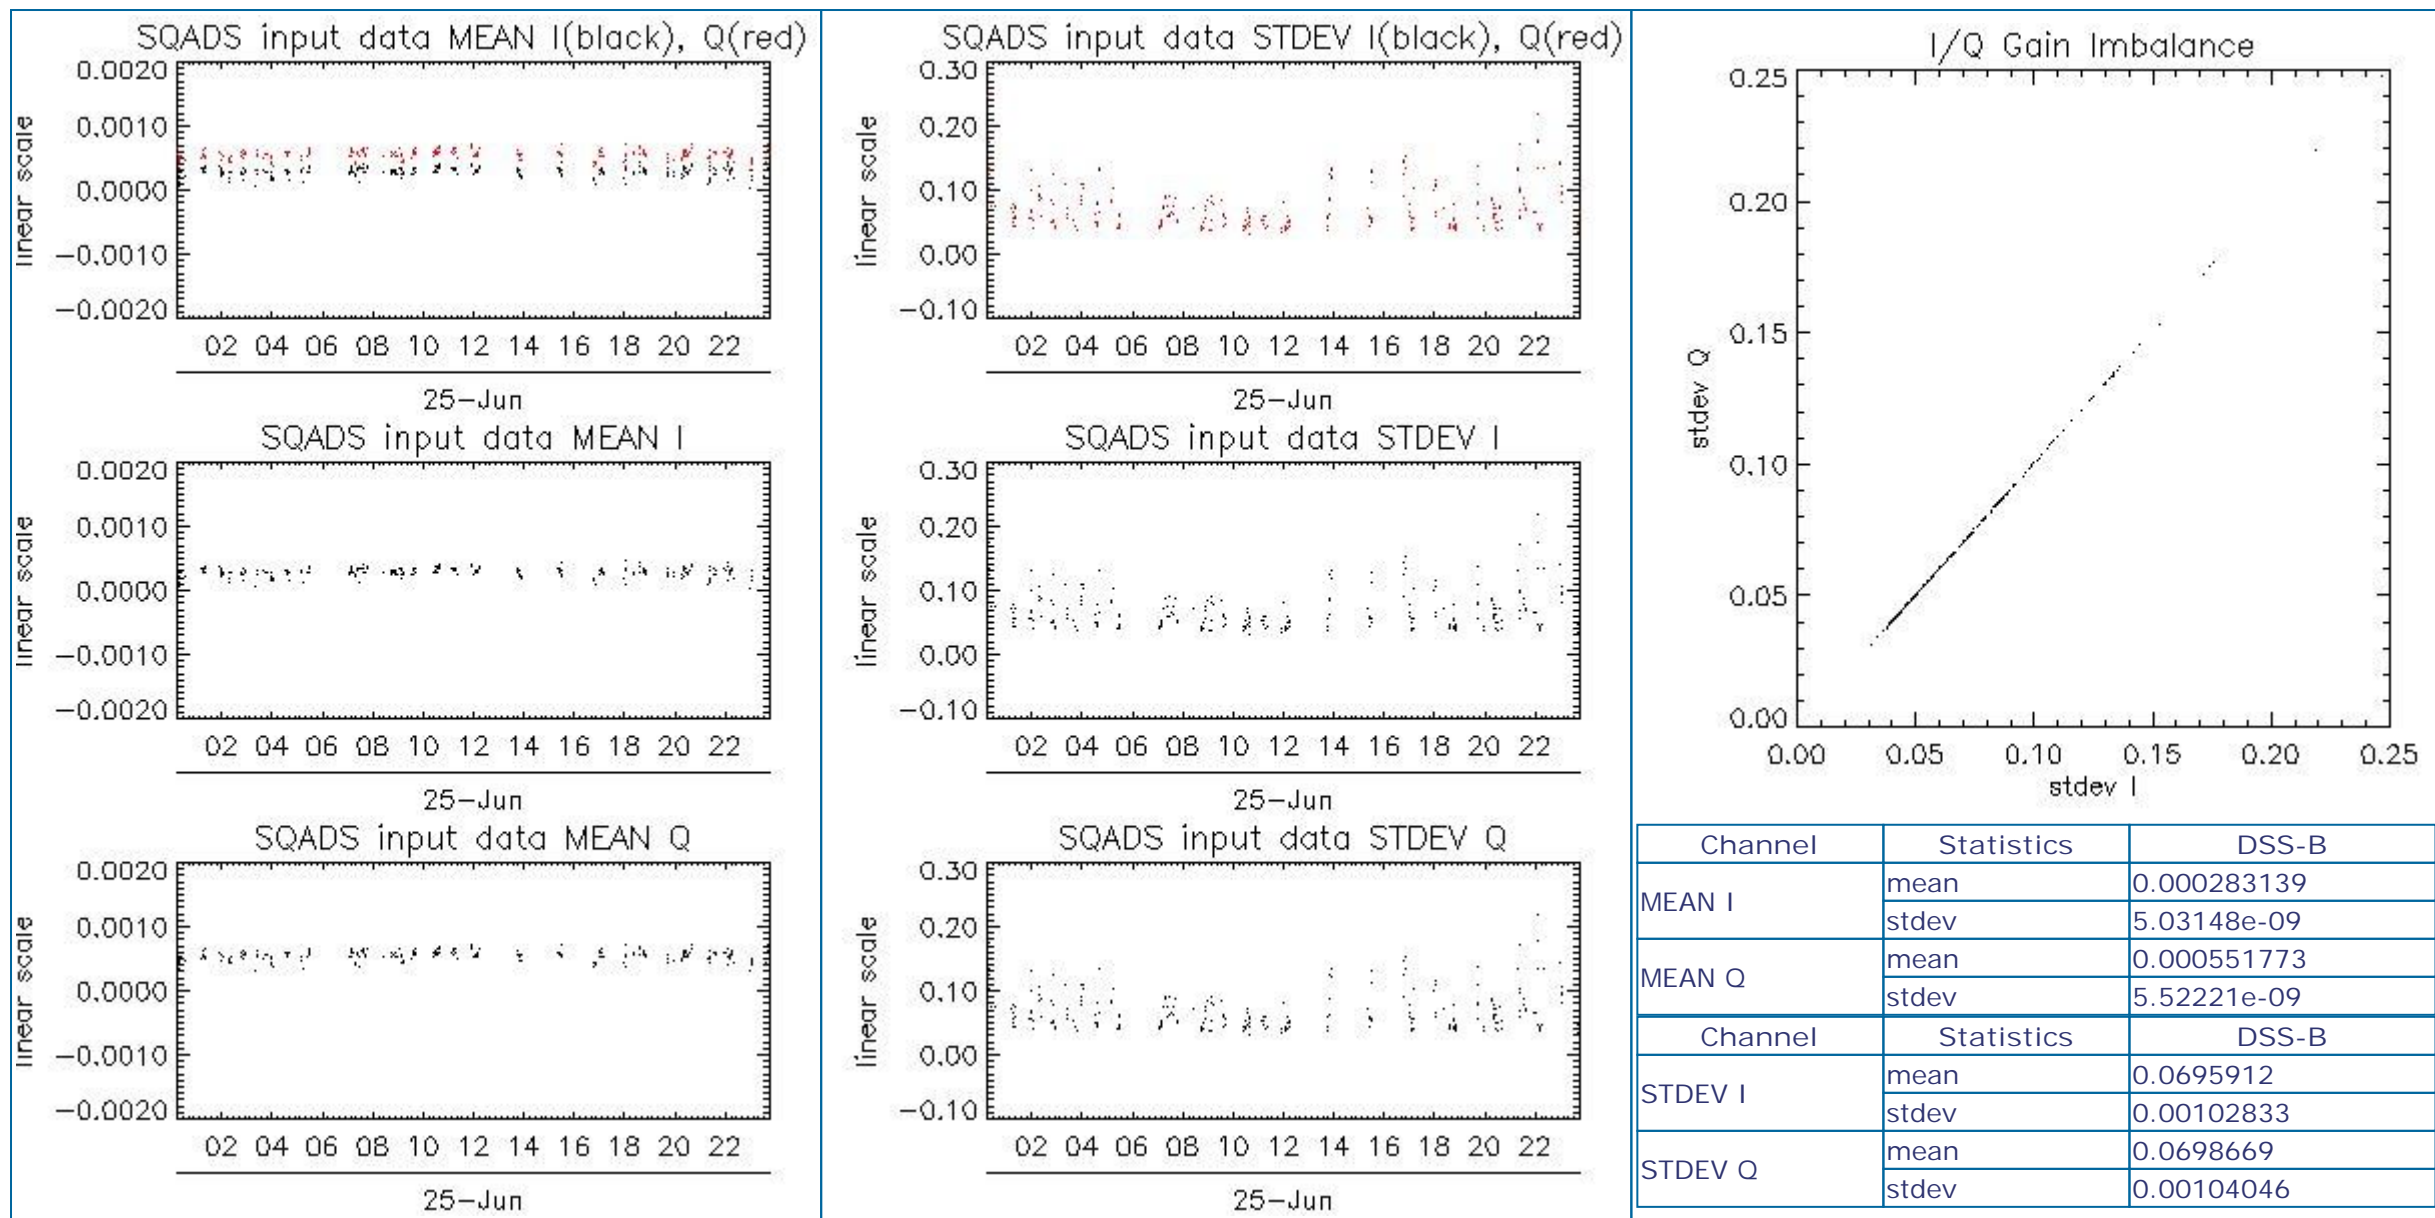 SQADS input data MEAN I(black), Q(red)
0.0020
0.0010
0.0000
-0.0010
-0.0020
linear scale
02 04 06 08 10 12 14 16 18 20 22
25-Jun
SQADS input data MEAN I
0.0020
0.0010
0.0000
-0.0010
-0.0020
linear scale
02 04 06 08 10 12 14 16 18 20 22
25-Jun
SQADS input data MEAN Q
0.0020
0.0010
0.0000
-0.0010
-0.0020
linear scale
02 04 06 08 10 12 14 16 18 20 22
25-Jun
SQADS input data STDEV I(black), Q(red)
0.30
0.20
0.10
0.00
-0.10
linear scale
02 04 06 08 10 12 14 16 18 20 22
25-Jun
SQADS input data STDEV I
0.30
0.20
0.10
0.00
-0.10
linear scale
02 04 06 08 10 12 14 16 18 20 22
25-Jun
SQADS input data STDEV Q
0.30
0.20
0.10
0.00
-0.10
linear scale
02 04 06 08 10 12 14 16 18 20 22
25-Jun
I/Q Gain Imbalance
0.25
0.20
0.15
0.10
0.05
0.00
stdev Q
0.00 0.05 0.10 0.15 0.20 0.25
stdev I
Channel Statistics DSS-B
MEAN I
mean 0.000283139
stdev 5.03148e-09
MEAN Q
mean 0.000551773
stdev 5.52221e-09
Channel Statistics DSS-B
STDEV I
mean 0.0695912
stdev 0.00102833
STDEV Q
mean 0.0698669
stdev 0.00104046